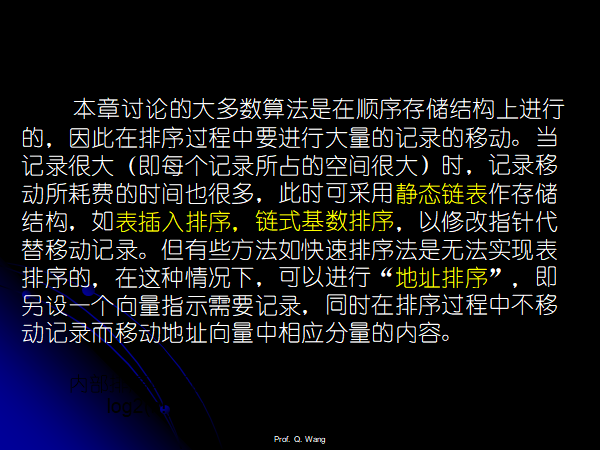 本章讨论的大多数算法是在顺序存储结构上进行
的，因此在排序过程中要进行大量的记录的移动。当
记录很大（即每个记录所占的空间很大）时，记录移
动所耗费的时间也很多，此时可采用静态链表作存储
结构，如表插入排序，链式基数排序，以修改指针代
替移动记录。但有些方法如快速排序法是无法实现表
排序的，在这种情况下，可以进行“地址排序”，即
另设一个向量指示需要记录，同时在排序过程中不移
动记录而移动地址向量中相应分量的内容。
Prof. Q. Wang